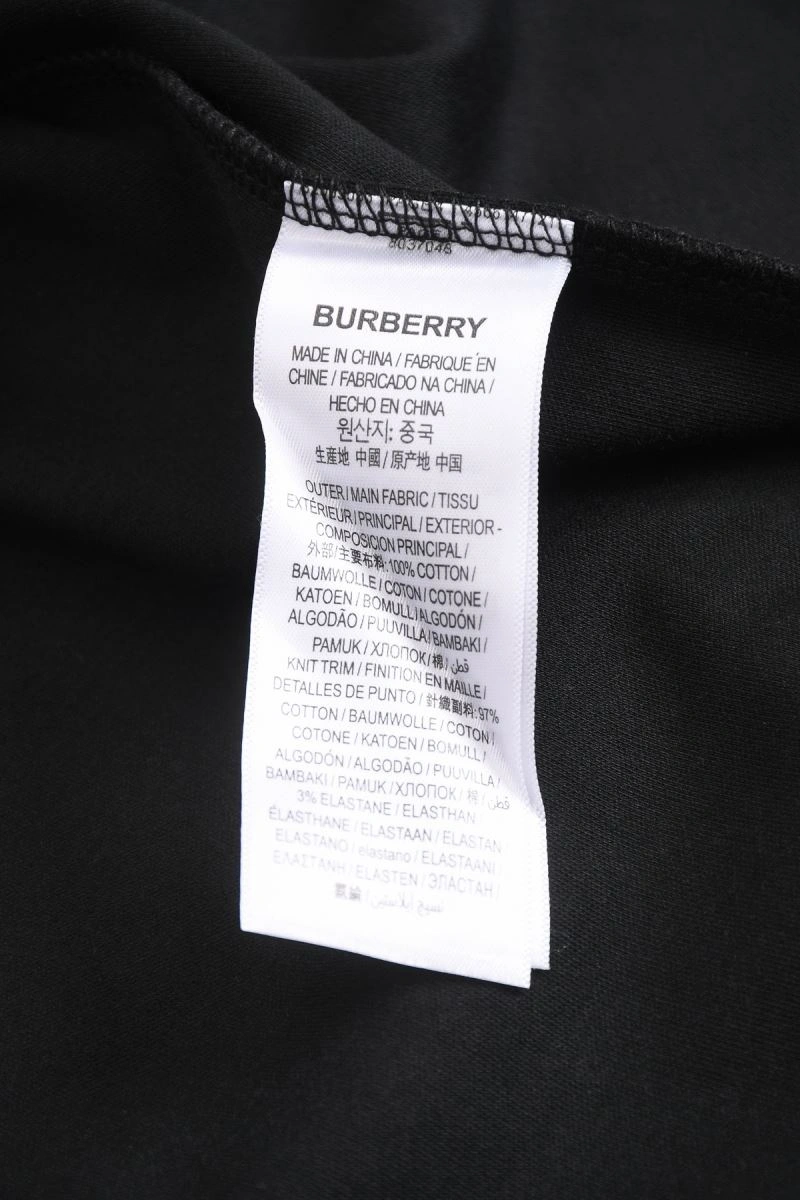 8037048
BURBERRY
MADE IN CHINA / FABRIQUE EN
CHINE / FABRICADO NA CHINA /
HECHO EN CHINA
원산지: 중국
生産地 中國 / 原产地 中国
OUTER / MAIN FABRIC / TISSU
EXTÉRIEUR / PRINCIPAL / EXTERIOR -
COMPOSICION PRINCIPAL /
外部 / 主要布料: 100% COTTON /
BAUMWOLLE / COTON / COTONE /
KATOEN / BOMULL / ALGODÓN /
ALGODÃO / PUUVILLA / BAMBAKI /
PAMUK / ХЛОПОК / 棉 / قطن
KNIT TRIM / FINITION EN MAILLE /
DETALLES DE PUNTO / 針織副料: 97%
COTTON / BAUMWOLLE / COTON /
COTONE / KATOEN / BOMULL /
ALGODÓN / ALGODÃO / PUUVILLA /
BAMBAKI / PAMUK / ХЛОПОК / 棉 / قطن
3% ELASTANE / ELASTHAN
ÉLASTHANE / ELASTAAN / ELASTAN
ELASTANO / elastano / ELASTAANI /
ΕΛΑΣΤΑΝΗ / ELASTEN / ЭЛАСТАН /